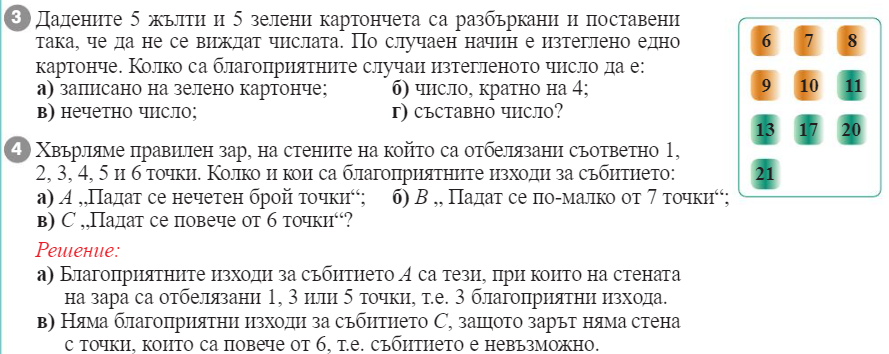 3 Дадените 5 жълти и 5 зелени картончета са разбъркани и поставени
така, че да не се виждат числата. По случаен начин е изтеглено едно
картонче. Колко са благоприятните случаи изтегленото число да е:
а) записано на зелено картонче; б) число, кратно на 4;
в) нечетно число; г) съставно число?
6 7 8
9 10 11
13 17 20
21
4 Хвърляме правилен зар, на стените на който са отбелязани съответно 1,
2, 3, 4, 5 и 6 точки. Колко и кои са благоприятните изходи за събитието:
а) A „Падат се нечетен брой точки“; б) B „ Падат се по-малко от 7 точки“;
в) C „Падат се повече от 6 точки“?
Решение:
а) Благоприятните изходи за събитието A са тези, при които на стената
на зара са отбелязани 1, 3 или 5 точки, т.е. 3 благоприятни изхода.
в) Няма благоприятни изходи за събитието C, защото зарът няма стена
с точки, които са повече от 6, т.е. събитието е невъзможно.